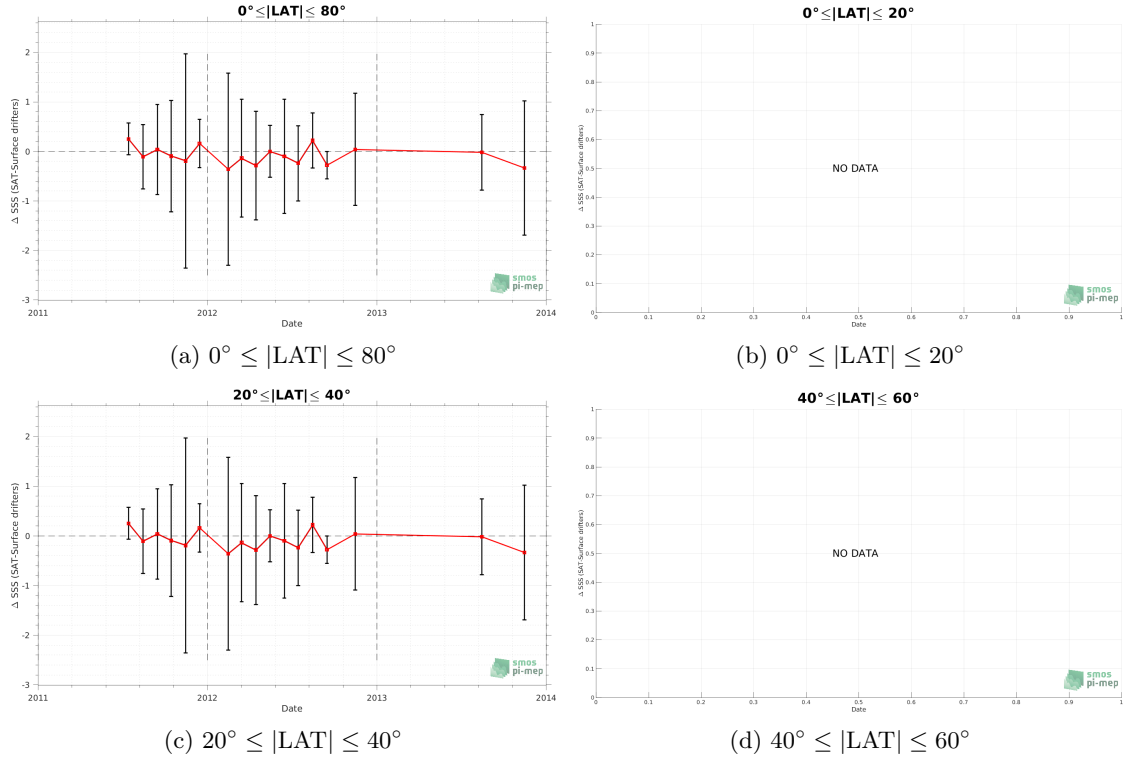 0°≤|LAT|≤ 80°
Δ SSS (SAT-Surface drifters)
2
1
0
-1
-2
-3
2011
2012
2013
2014
Date
smos
pi-mep
(a) 0° ≤ |LAT| ≤ 80°
0°≤|LAT|≤ 20°
Δ SSS (SAT-Surface drifters)
1
0.9
0.8
0.7
0.6
0.5
0.4
0.3
0.2
0.1
0
NO DATA
0
0.1
0.2
0.3
0.4
0.5
0.6
0.7
0.8
0.9
1
Date
smos
pi-mep
(b) 0° ≤ |LAT| ≤ 20°
20°≤|LAT|≤ 40°
Δ SSS (SAT-Surface drifters)
2
1
0
-1
-2
-3
2011
2012
2013
2014
Date
smos
pi-mep
(c) 20° ≤ |LAT| ≤ 40°
40°≤|LAT|≤ 60°
Δ SSS (SAT-Surface drifters)
1
0.9
0.8
0.7
0.6
0.5
0.4
0.3
0.2
0.1
0
NO DATA
0
0.1
0.2
0.3
0.4
0.5
0.6
0.7
0.8
0.9
1
Date
smos
pi-mep
(d) 40° ≤ |LAT| ≤ 60°